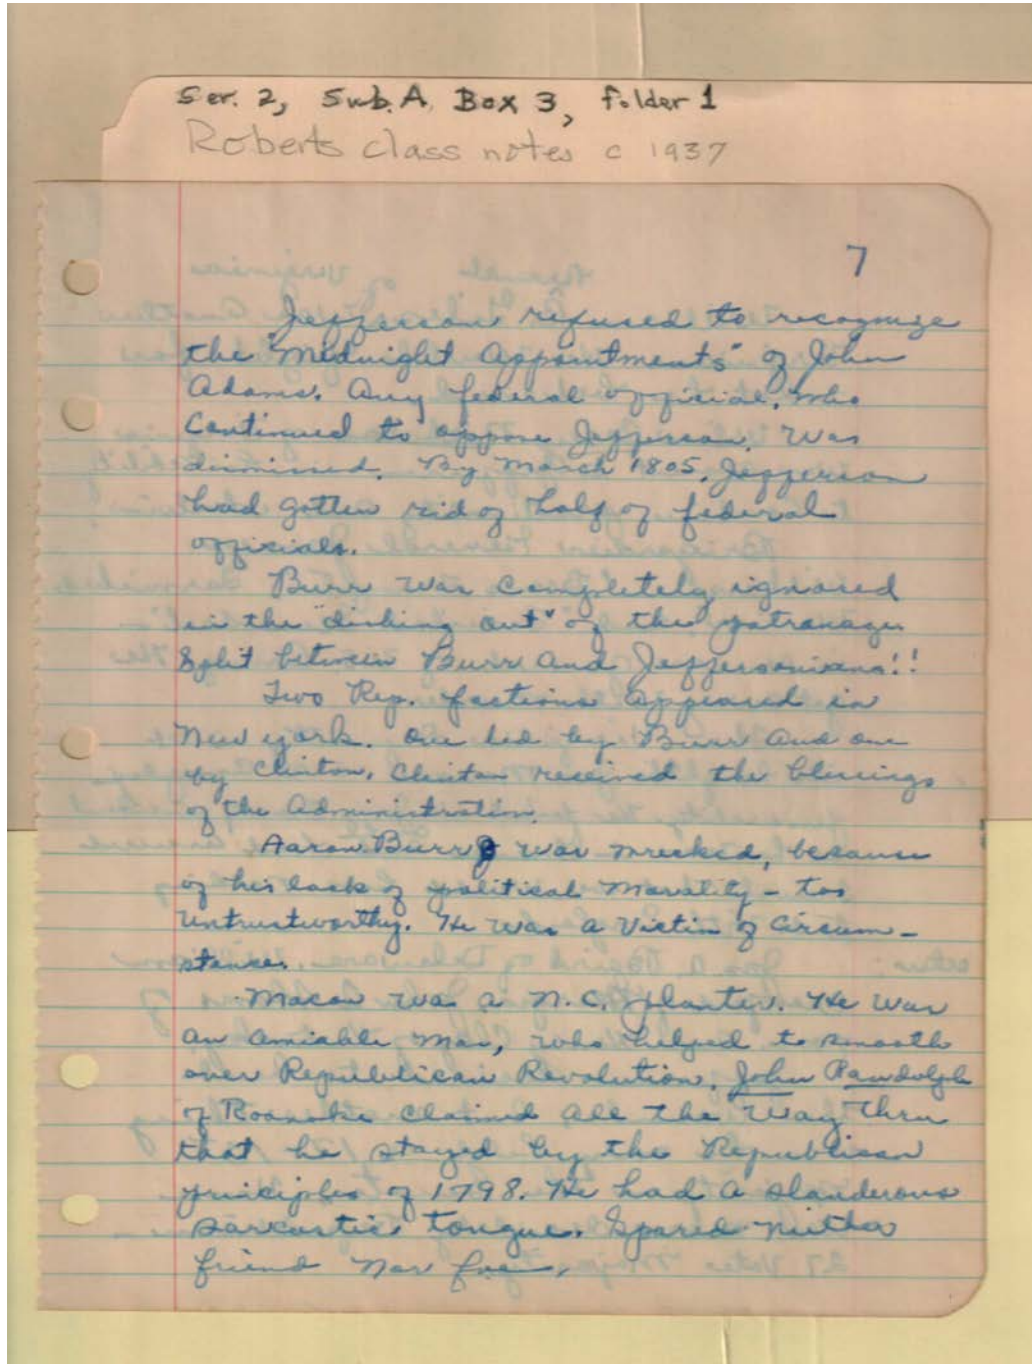 Ser. 2, Sub. A, Box 3, folder 1
Roberts class notes c 1937
7
Jefferson refused to recognize
the "Midnight Appointments" of John
Adams. Any federal official, who
Continued to oppose Jefferson, was
dismissed. By March 1805, Jefferson
had gotten rid of half of federal
officials.
Burr was completely ignored
in the "dishing out" of the patronage.
Split between Burr and Jeffersonians!!
Two Rep. factions appeared in
New york. One led by Burr and one
by Clinton. Clinton received the blessings
of the Administration.
Aaron Burr was wrecked, because
of his lack of political Morality - too
untrustworthy. He was a Victim of Circum-
stances.
Macon was a N.C. planter. He was
an amiable man, who helped to smooth
over Republican Revolution. John Randolph
of Roanoke claimed all the way thru
that he stayed by the Republican
principles of 1798. He had a slanderous
sarcastic tongue. Spared neither
friend nor foe.